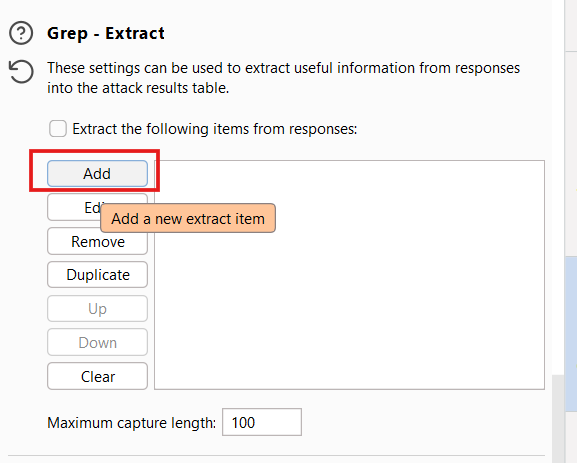 Grep - Extract
These settings can be used to extract useful information from responses
into the attack results table.
Extract the following items from responses:
Add
Add a new extract item
Remove
Duplicate
Up
Down
Clear
Maximum capture length: 100